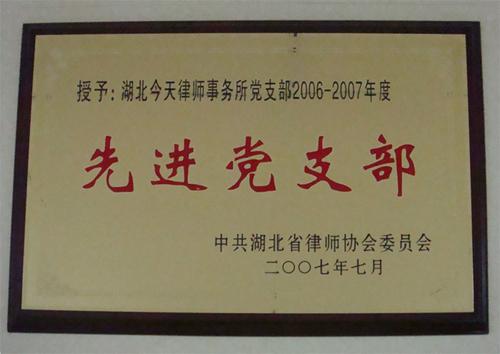 授予：湖北今天律师事务所党支部2006-2007年度
先进党支部
中共湖北省律师协会委员会
二〇〇七年七月